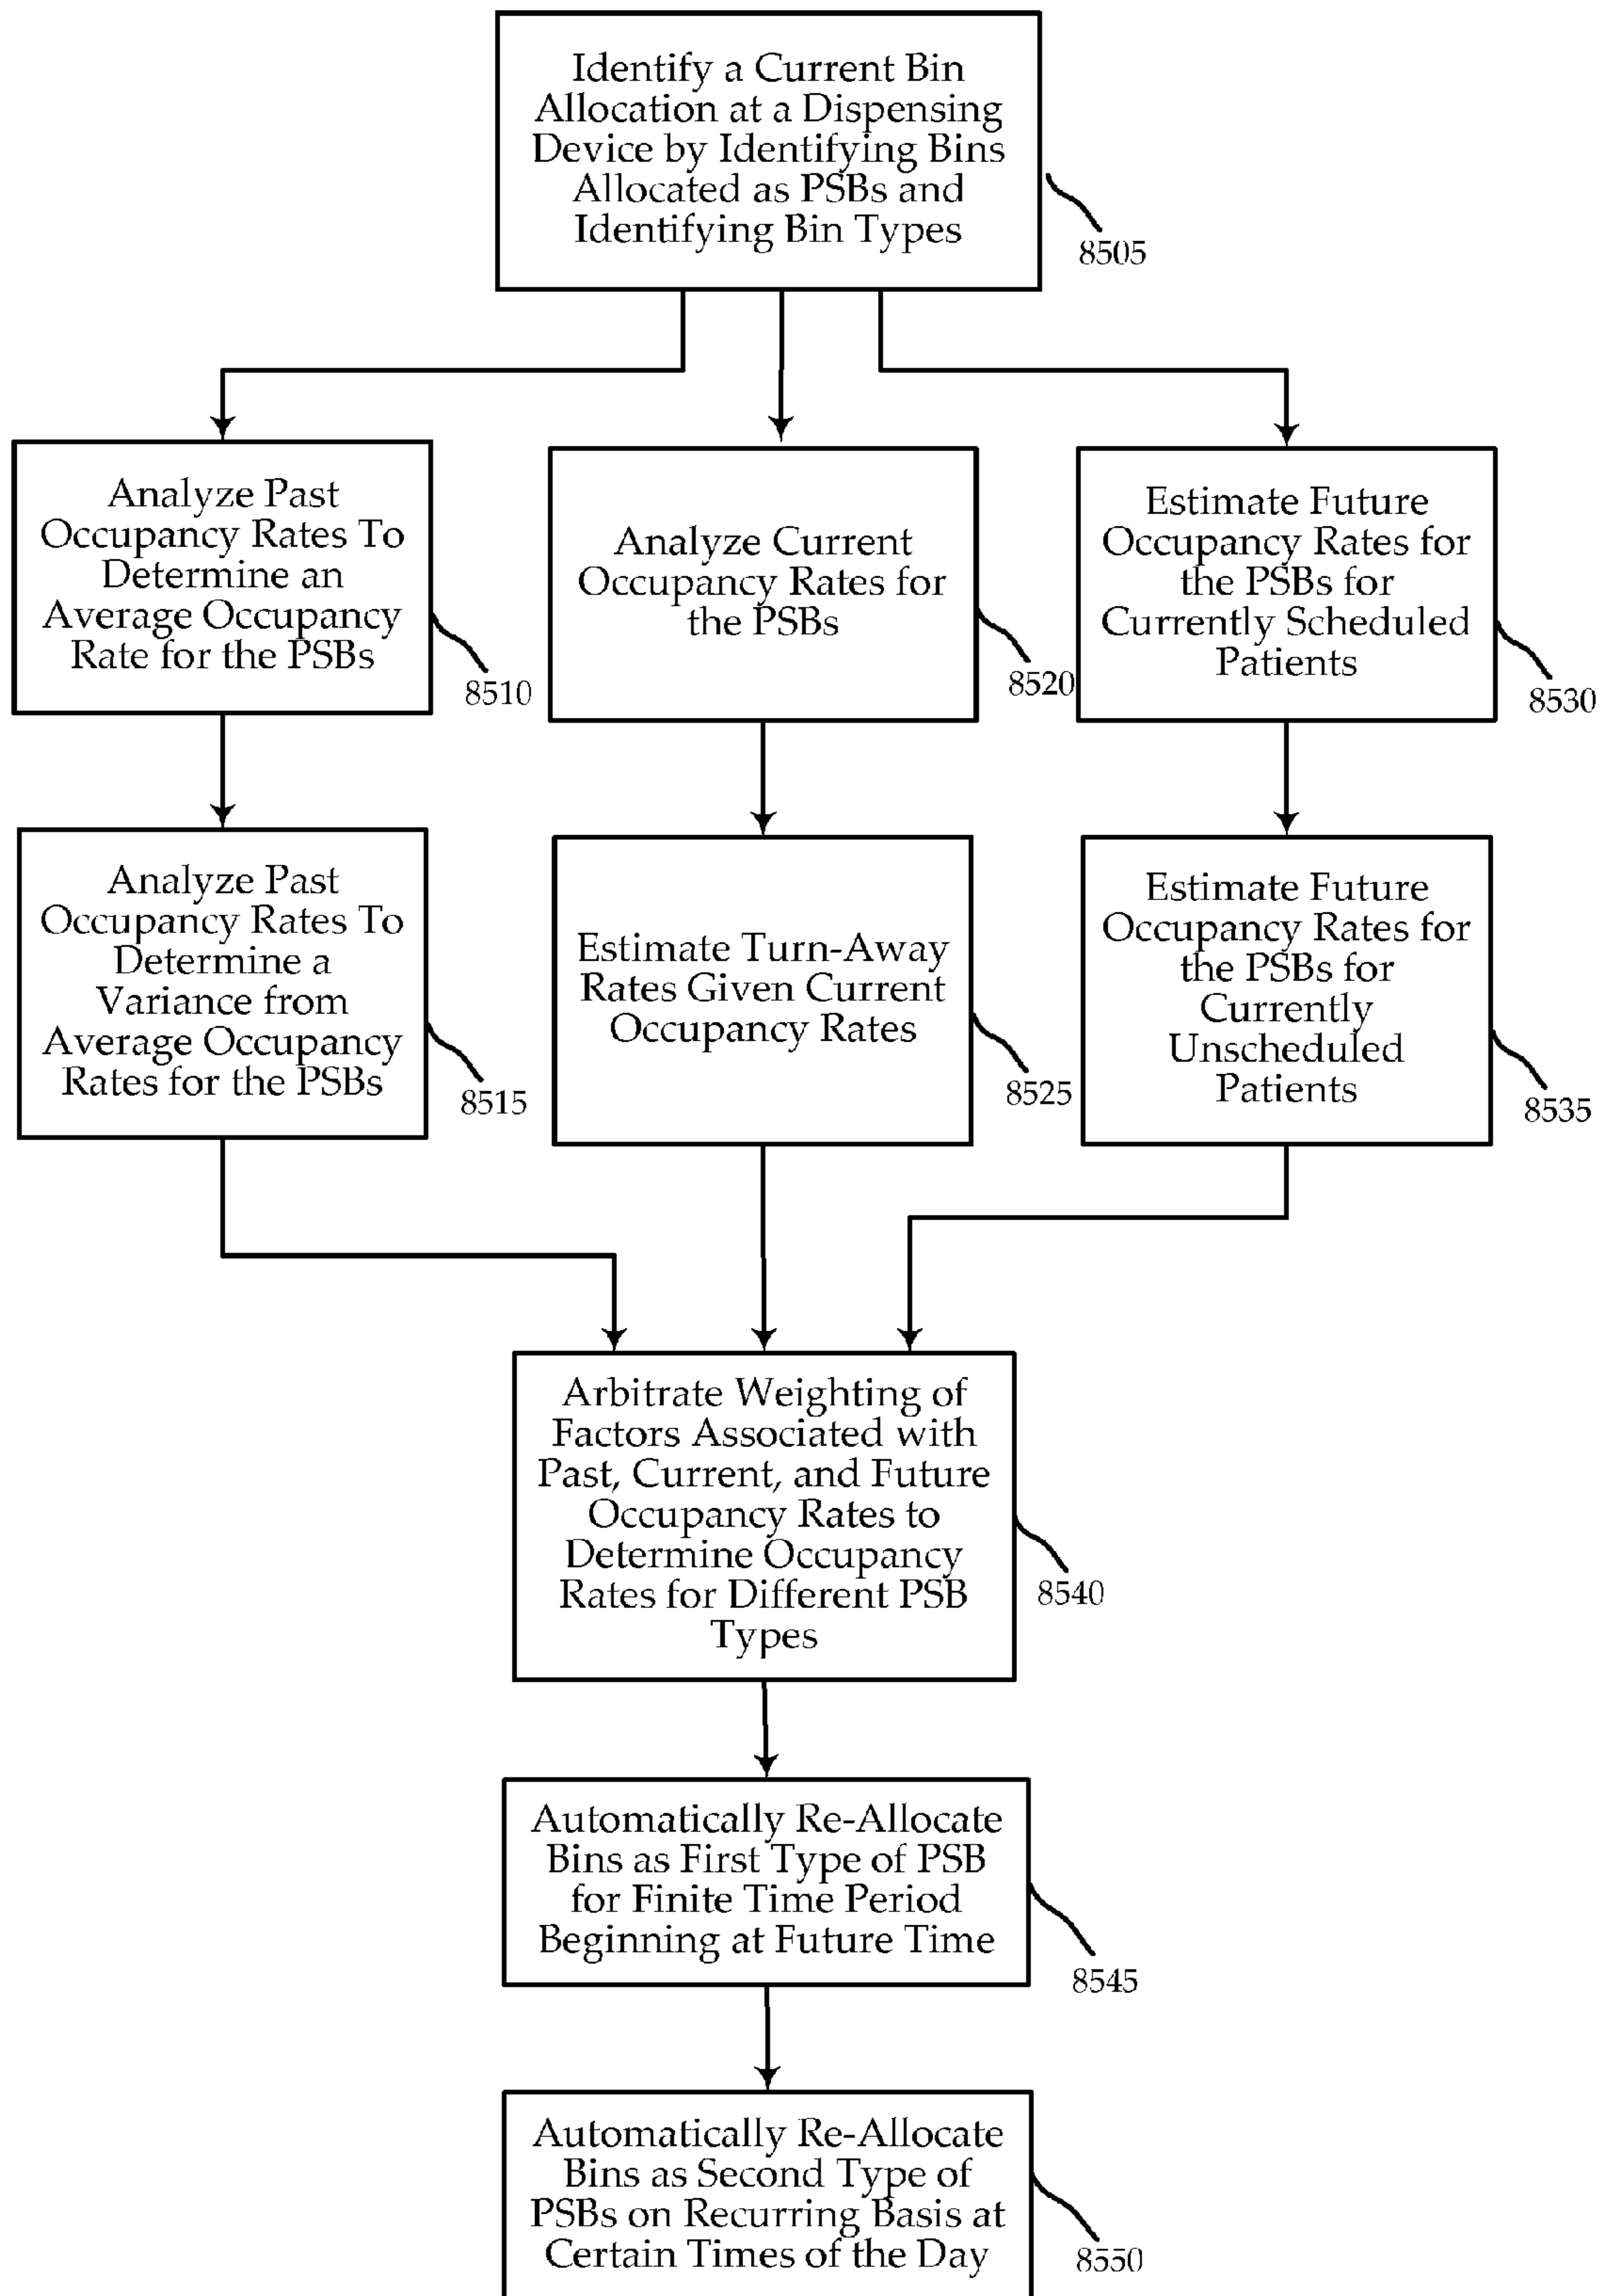 Identify a Current Bin
Allocation at a Dispensing
Device by Identifying Bins
Allocated as PSBs and
Identifying Bin Types
8505
Analyze Past
Occupancy Rates To
Determine an
Average Occupancy
Rate for the PSBs
8510
Analyze Current
Occupancy Rates for
the PSBs
8520
Estimate Future
Occupancy Rates for
the PSBs for
Currently Scheduled
Patients
8530
Analyze Past
Occupancy Rates To
Determine a
Variance from
Average Occupancy
Rates for the PSBs
8515
Estimate Turn-Away
Rates Given Current
Occupancy Rates
8525
Estimate Future
Occupancy Rates for
the PSBs for
Currently
Unscheduled
Patients
8535
Arbitrate Weighting of
Factors Associated with
Past, Current, and Future
Occupancy Rates to
Determine Occupancy
Rates for Different PSB
Types
8540
Automatically Re-Allocate
Bins as First Type of PSB
for Finite Time Period
Beginning at Future Time
8545
Automatically Re-Allocate
Bins as Second Type of
PSBs on Recurring Basis at
Certain Times of the Day
8550